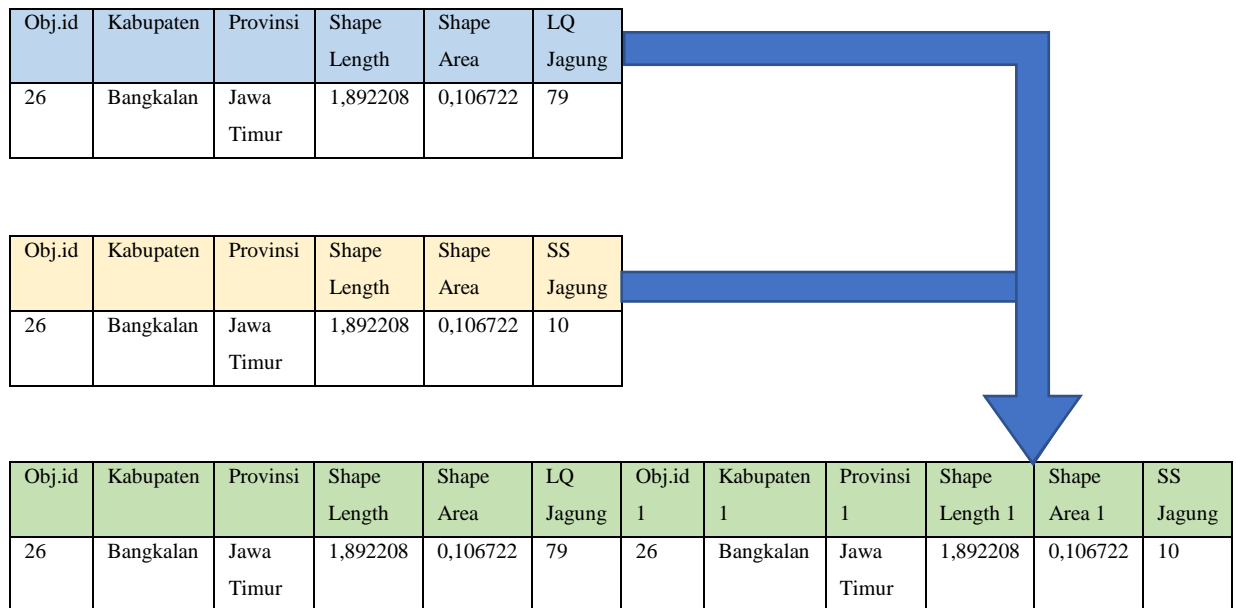 Obj.id Kabupaten Provinsi Shape Shape LQ
Length Area Jagung
26 Bangkalan Jawa 1,892208 0,106722 79
Timur
Obj.id Kabupaten Provinsi Shape Shape SS
Length Area Jagung
26 Bangkalan Jawa 1,892208 0,106722 10
Timur
Obj.id Kabupaten Provinsi Shape Shape LQ Obj.id Kabupaten Provinsi Shape Shape SS
Length Area Jagung 1 1 1 Length 1 Area 1 Jagung
26 Bangkalan Jawa 1,892208 0,106722 79 26 Bangkalan Jawa 1,892208 0,106722 10
Timur Timur